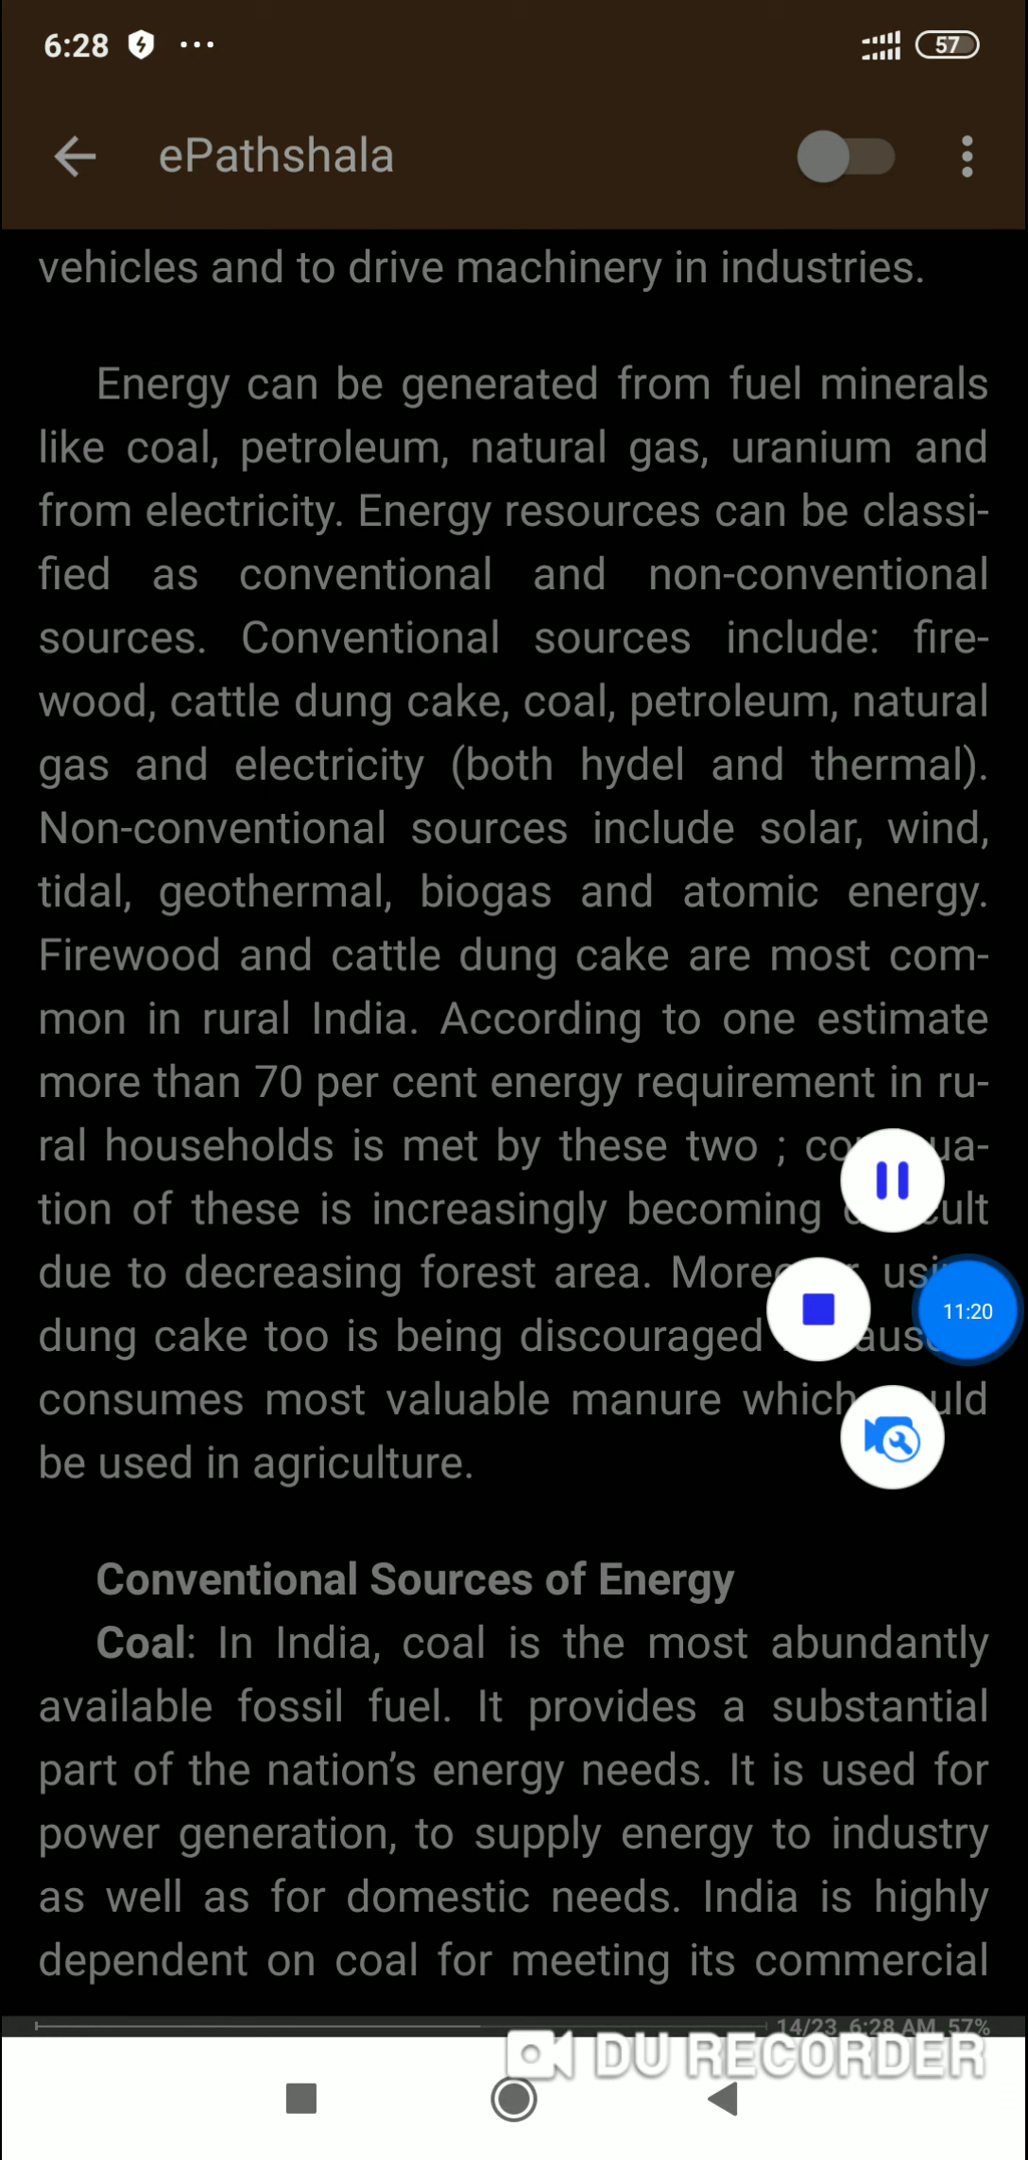 6:28
57
ePathshala
vehicles and to drive machinery in industries.
Energy can be generated from fuel minerals
like coal, petroleum, natural gas, uranium and
from electricity. Energy resources can be classi-
fied as conventional and non-conventional
sources. Conventional sources include: fire-
wood, cattle dung cake, coal, petroleum, natural
gas and electricity (both hydel and thermal).
Non-conventional sources include solar, wind,
tidal, geothermal, biogas and atomic energy.
Firewood and cattle dung cake are most com-
mon in rural India. According to one estimate
more than 70 per cent energy requirement in ru-
ral households is met by these two ;
tion of these is increasingly becoming
due to decreasing forest area.
11:20
dung cake too is being discouraged
consumes most valuable manure which
be used in agriculture.
Conventional Sources of Energy
Coal: In India, coal is the most abundantly
available fossil fuel. It provides a substantial
part of the nation's energy needs. It is used for
power generation, to supply energy to industry
as well as for domestic needs. India is highly
dependent on coal for meeting its commercial
14/23 6:28 AM 57%
DU RECORDER